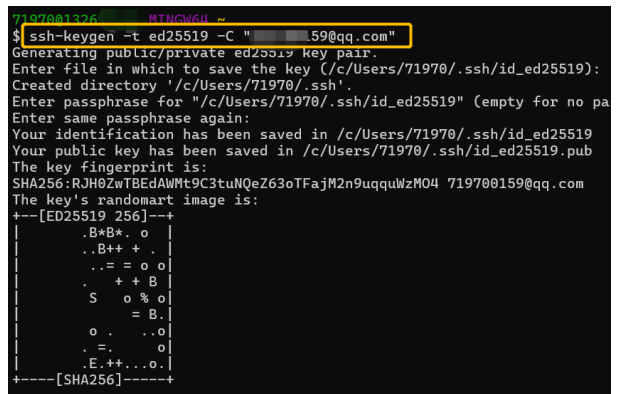 7197001326 MINGW64 ~
$ ssh-keygen -t ed25519 -C " 59@qq.com"
Generating public/private ed25519 key pair.
Enter file in which to save the key (/c/Users/71970/.ssh/id_ed25519):
Created directory '/c/Users/71970/.ssh'.
Enter passphrase for "/c/Users/71970/.ssh/id_ed25519" (empty for no pa
Enter same passphrase again:
Your identification has been saved in /c/Users/71970/.ssh/id_ed25519
Your public key has been saved in /c/Users/71970/.ssh/id_ed25519.pub
The key fingerprint is:
SHA256:RJH0ZwTBEdAWMt9C3tuNQeZ63oTFajM2n9uqquWzMO4 719700159@qq.com
The key's randomart image is:
+--[ED25519 256]--+
|       .B*B*. o  |
|       ..B++ + . |
|        ..= = o o|
|       .   + + B |
|        S   o % o|
|             = B.|
|        o .   ..o|
|       . =.     o|
|       .E.++...o.|
+----[SHA256]-----+